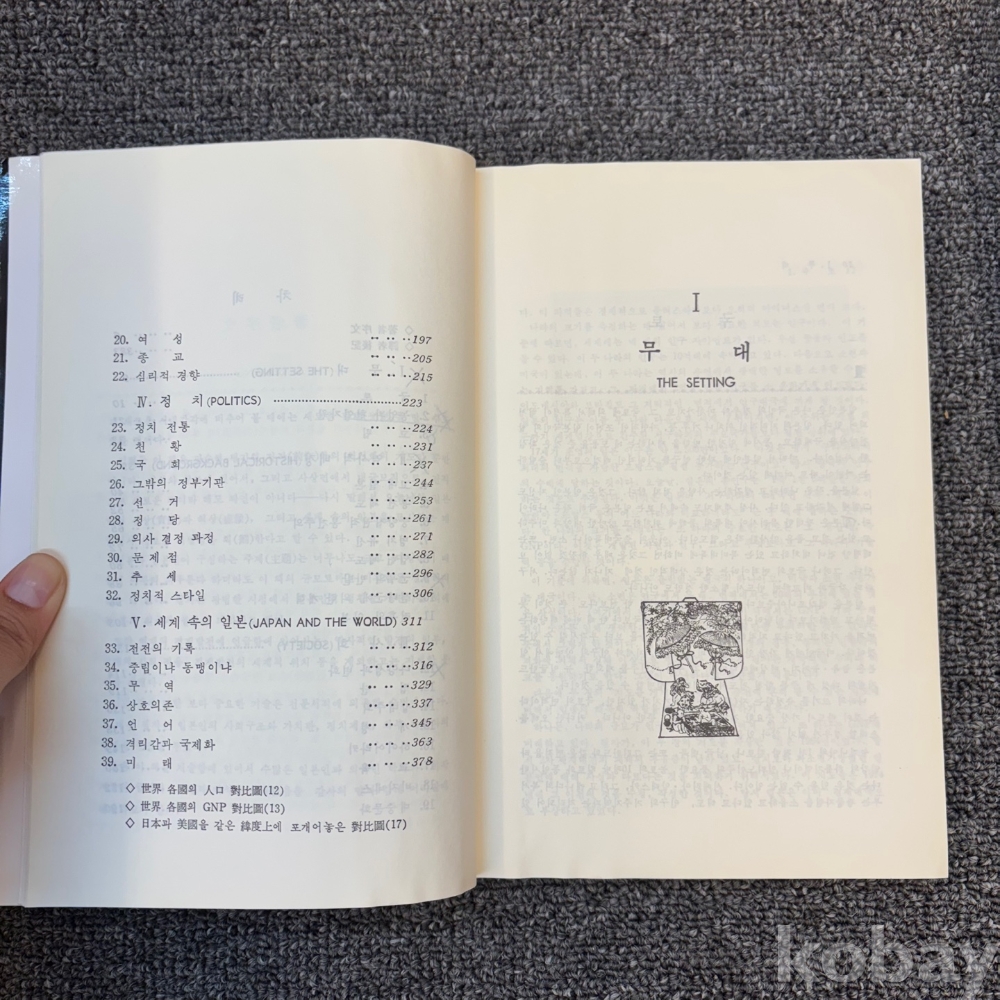 20. 여 성 ‥ ‥ ‥197
21. 종 교 ‥ ‥ ‥205
22. 심리적 경향 ‥ ‥ ‥215
Ⅳ. 정 치(POLITICS) ……………………………223
23. 정치 전통 ‥ ‥ ‥224
24. 천 황 ‥ ‥ ‥231
25. 국 회 ‥ ‥ ‥237
26. 그밖의 정부기관 ‥ ‥ ‥244
27. 선 거 ‥ ‥ ‥253
28. 정 당 ‥ ‥ ‥261
29. 의사 결정 과정 ‥ ‥ ‥271
30. 문 제 점 ‥ ‥ ‥282
31. 추 세 ‥ ‥ ‥296
32. 정치적 스타일 ‥ ‥ ‥306
Ⅴ. 세계 속의 일본(JAPAN AND THE WORLD) 311
33. 전전의 기록 ‥ ‥ ‥312
34. 중립이냐 동맹이냐 ‥ ‥ ‥316
35. 무 역 ‥ ‥ ‥329
36. 상호의존 ‥ ‥ ‥337
37. 언 어 ‥ ‥ ‥345
38. 격리감과 국제화 ‥ ‥ ‥363
39. 미 래 ‥ ‥ ‥378
◇ 世界 各國의 人口 對比圖(12)
◇ 世界 各國의 GNP 對比圖(13)
◇ 日本과 美國을 같은 緯度上에 포개어놓은 對比圖(17)
Ⅰ
무 대
THE SETTING
kobay